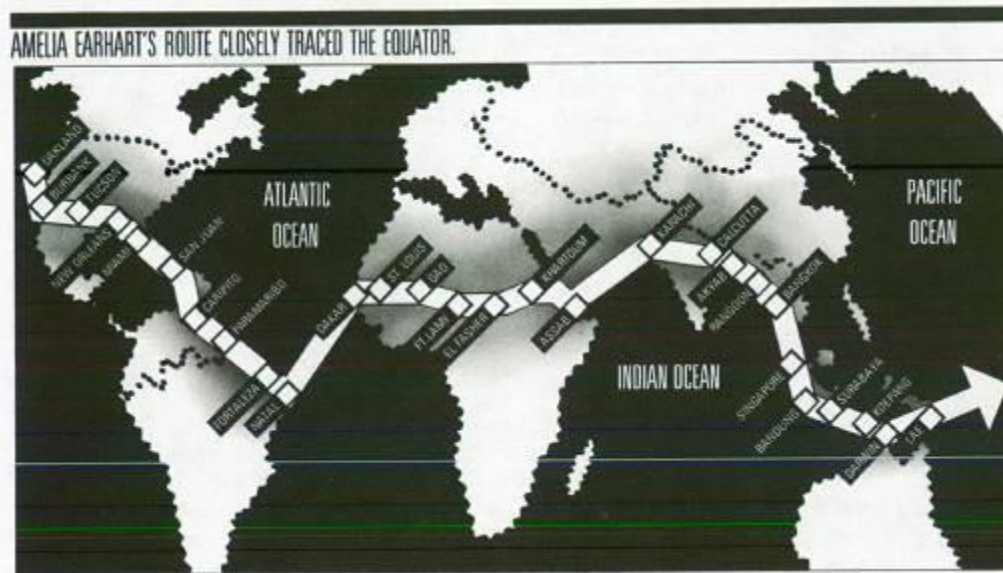 AMELIA EARHART'S ROUTE CLOSELY TRACED THE EQUATOR.
OAKLAND
BURBANK
TUCSON
NEW ORLEANS
MIAMI
SAN JUAN
CARIPITO
PARAMARIBO
FORTALEZA
NATAL
ATLANTIC
OCEAN
DAKAR
ST. LOUIS
GAO
FT. LAMY
EL FASHER
KHARTOUM
ASSAB
KARACHI
CALCUTTA
AKYAB
RANGOON
BANGKOK
INDIAN OCEAN
SINGAPORE
BANDUNG
SURABAYA
KOEPANG
DARWIN
LAE
PACIFIC
OCEAN